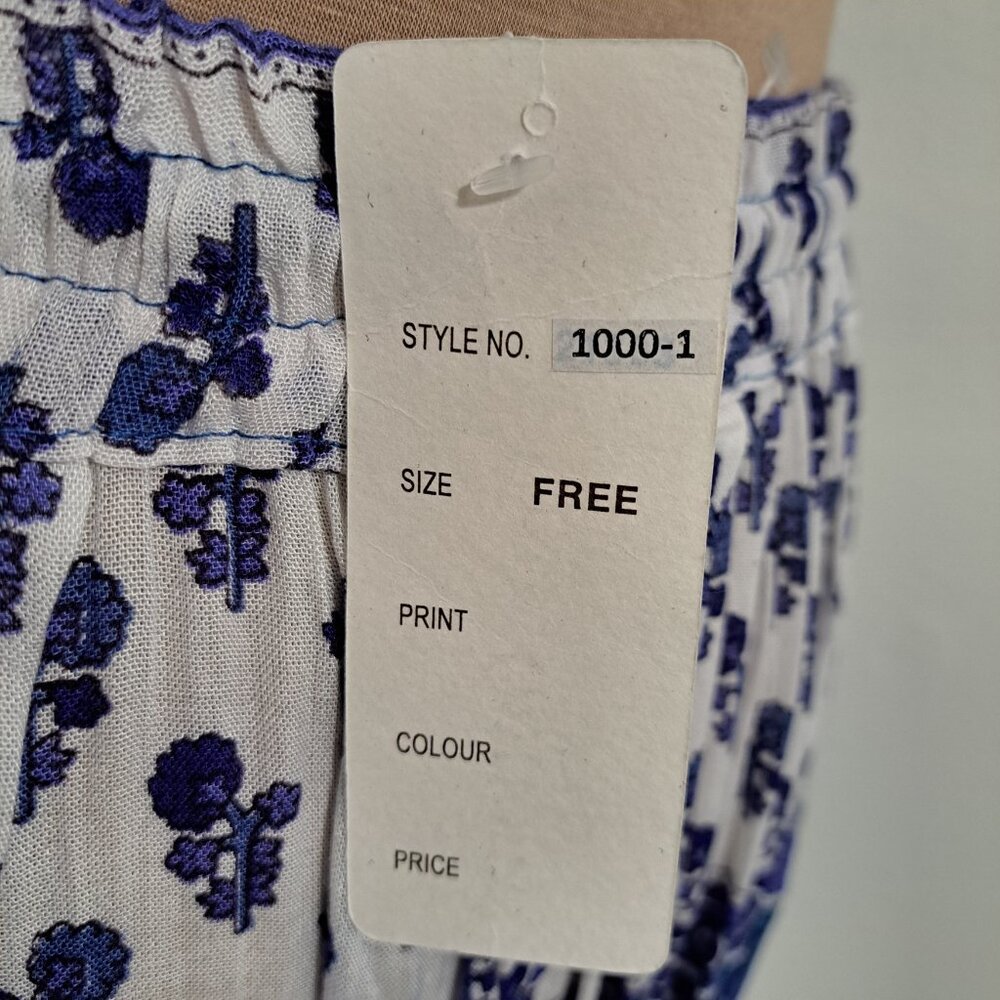 STYLE NO. 1000-1
SIZE FREE
PRINT
COLOUR
PRICE